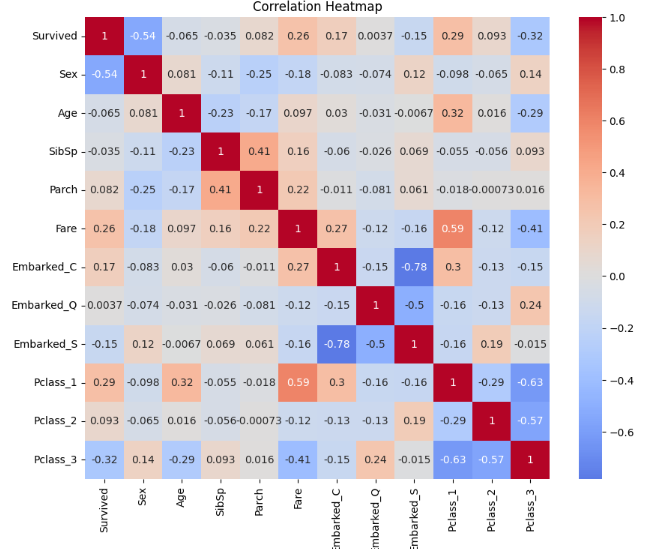 Correlation Heatmap
Survived 1 -0.54 -0.065 -0.035 0.082 0.26 0.17 0.0037 -0.15 0.29 0.093 -0.32
Sex -0.54 1 0.081 -0.11 -0.25 -0.18 -0.083 -0.074 0.12 -0.098 -0.065 0.14
Age -0.065 0.081 1 -0.23 -0.17 0.097 0.03 -0.031 -0.0067 0.32 0.016 -0.29
SibSp -0.035 -0.11 -0.23 1 0.41 0.16 -0.06 -0.026 0.069 -0.055 -0.056 0.093
Parch 0.082 -0.25 -0.17 0.41 1 0.22 -0.011 -0.081 0.061 -0.018 -0.00073 0.016
Fare 0.26 -0.18 0.097 0.16 0.22 1 0.27 -0.12 -0.16 0.59 -0.12 -0.41
Embarked_C 0.17 -0.083 0.03 -0.06 -0.011 0.27 1 -0.15 -0.78 0.3 -0.13 -0.15
Embarked_Q 0.0037 -0.074 -0.031 -0.026 -0.081 -0.12 -0.15 1 -0.5 -0.16 -0.13 0.24
Embarked_S -0.15 0.12 -0.0067 0.069 0.061 -0.16 -0.78 -0.5 1 -0.16 0.19 -0.015
Pclass_1 0.29 -0.098 0.32 -0.055 -0.018 0.59 0.3 -0.16 -0.16 1 -0.29 -0.63
Pclass_2 0.093 -0.065 0.016 -0.056 -0.00073 -0.12 -0.13 -0.13 0.19 -0.29 1 -0.57
Pclass_3 -0.32 0.14 -0.29 0.093 0.016 -0.41 -0.15 0.24 -0.015 -0.63 -0.57 1
Survived Sex Age SibSp Parch Fare Embarked_C Embarked_Q Embarked_S Pclass_1 Pclass_2 Pclass_3
1.0
0.8
0.6
0.4
0.2
0.0
−0.2
−0.4
−0.6